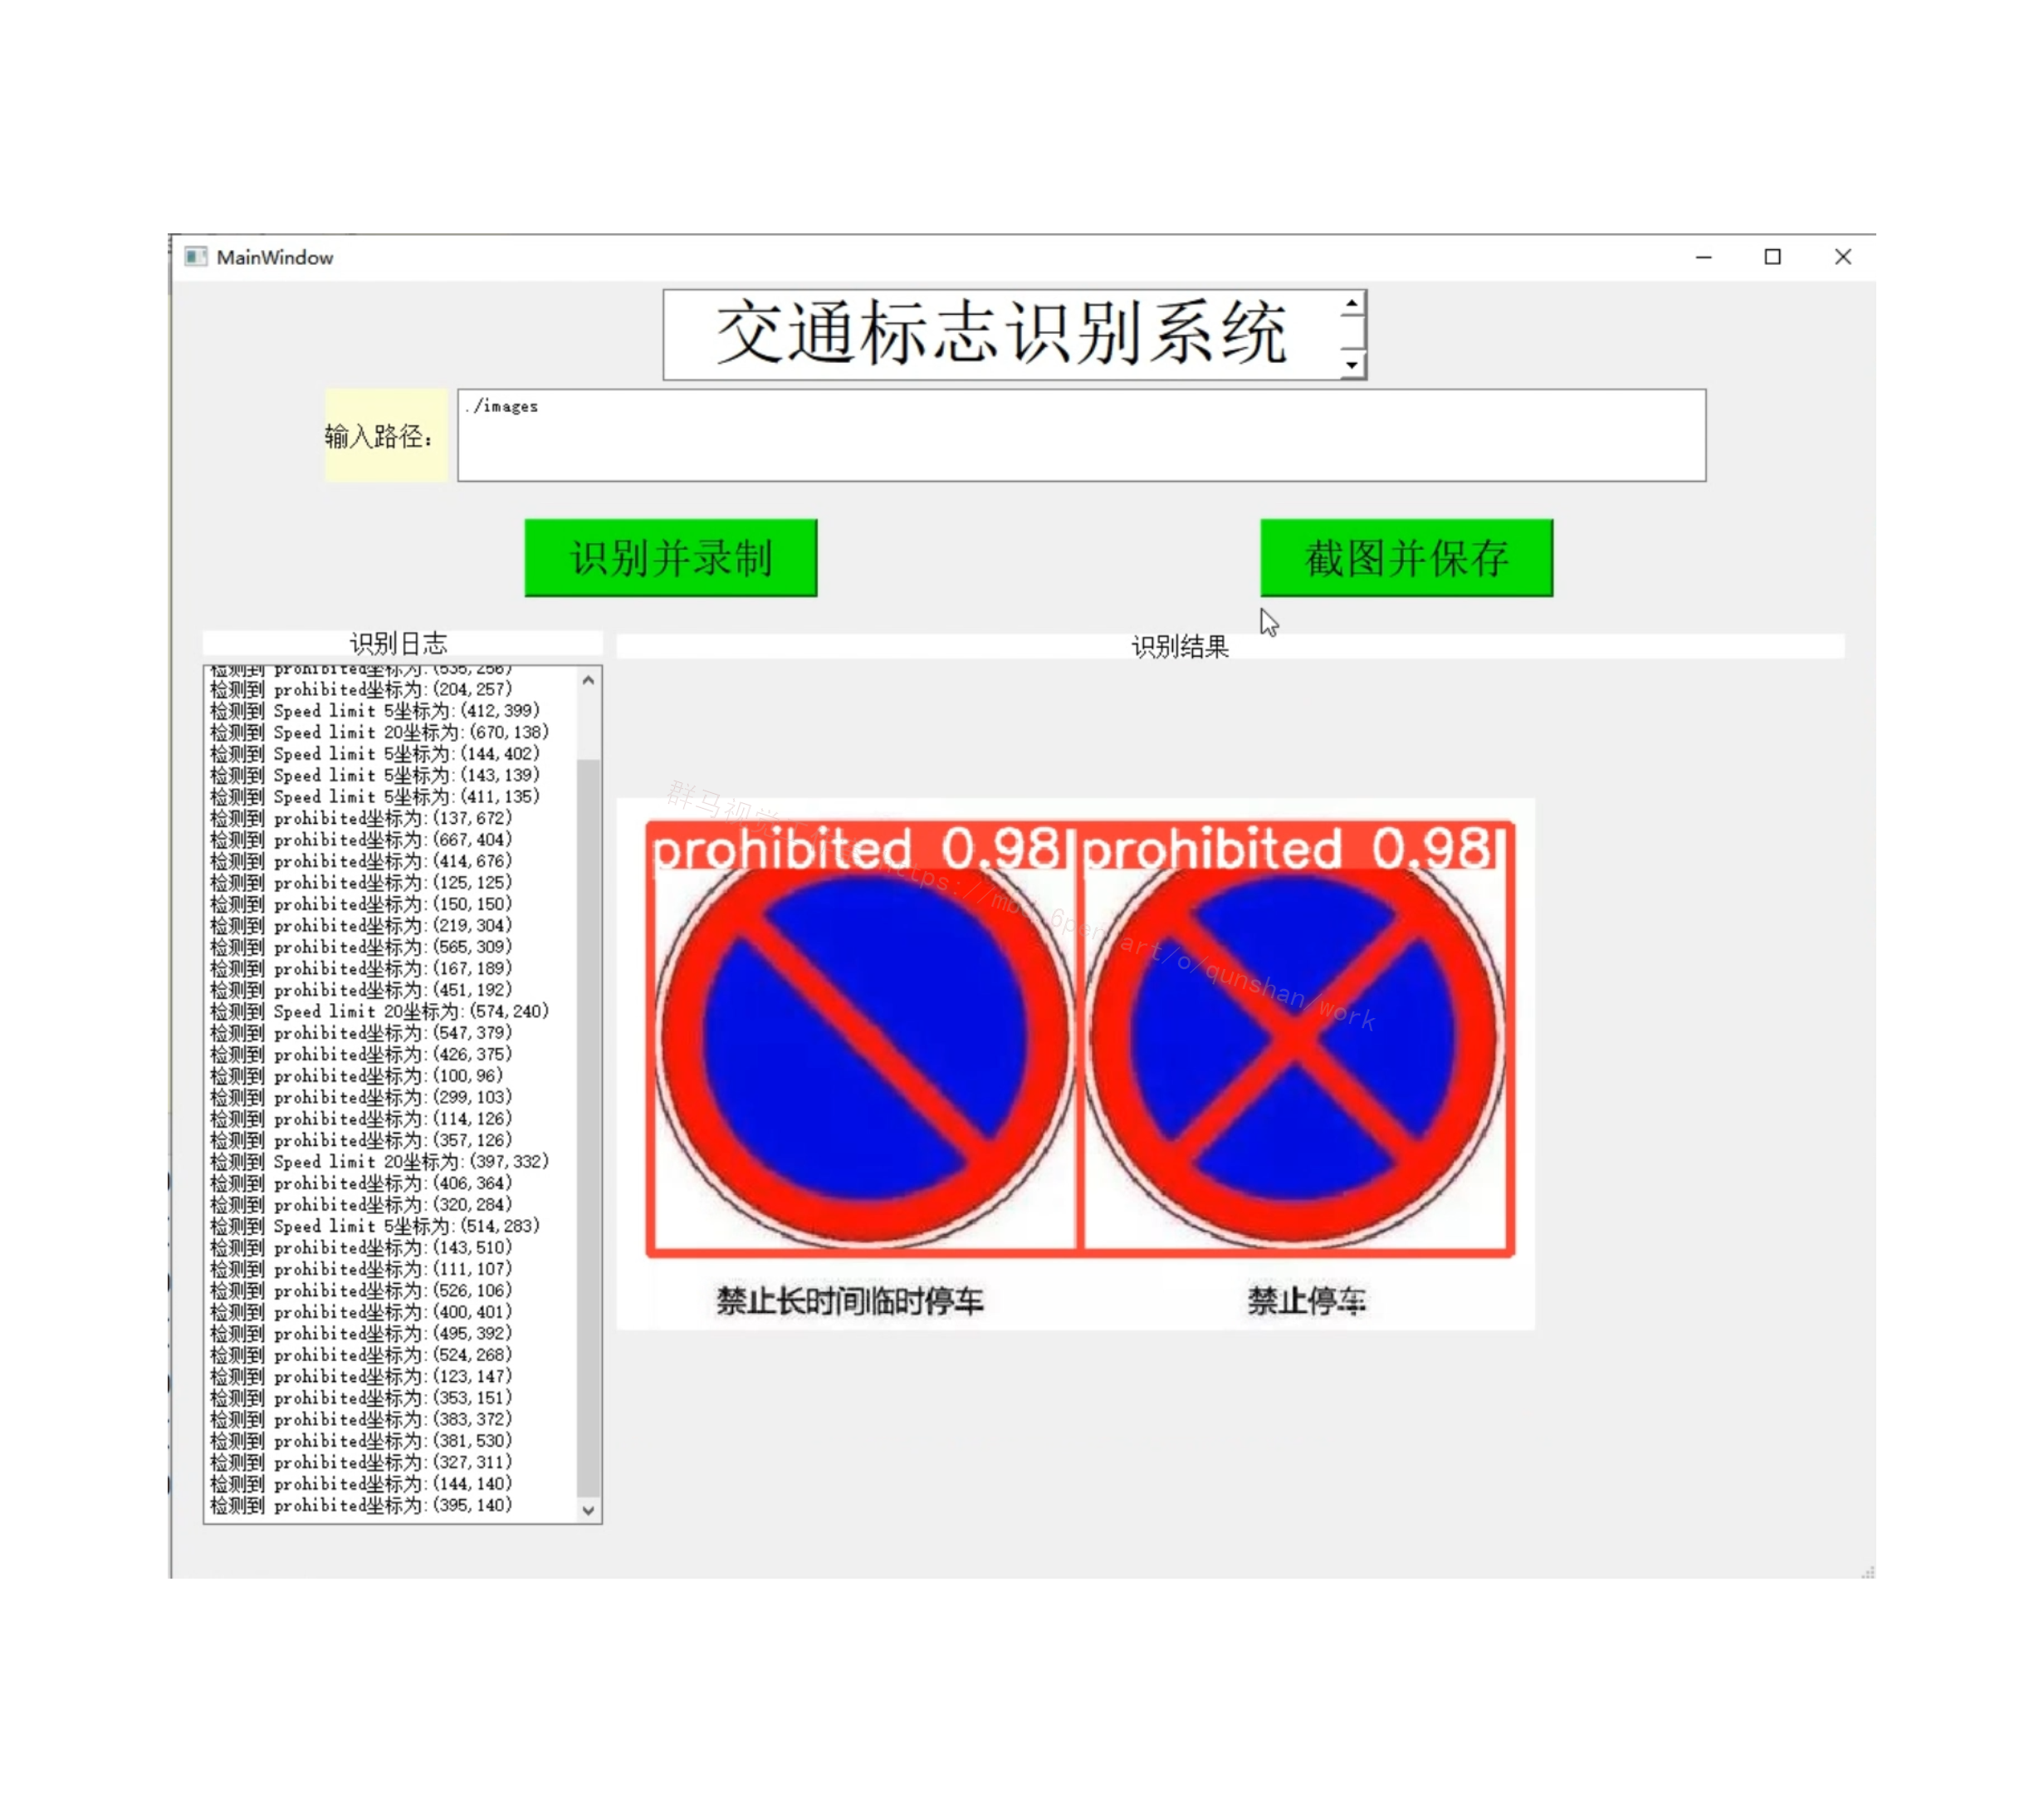 MainWindow
交通标志识别系统
输入路径：
./images
识别并录制
截图并保存
识别日志
识别结果
检测到 prohibited坐标为:(535,256)
检测到 prohibited坐标为:(204,257)
检测到 Speed limit 5坐标为:(412,399)
检测到 Speed limit 20坐标为:(670,138)
检测到 Speed limit 5坐标为:(144,402)
检测到 Speed limit 5坐标为:(143,139)
检测到 Speed limit 5坐标为:(411,135)
检测到 prohibited坐标为:(137,672)
检测到 prohibited坐标为:(667,404)
检测到 prohibited坐标为:(414,676)
检测到 prohibited坐标为:(125,125)
检测到 prohibited坐标为:(150,150)
检测到 prohibited坐标为:(219,304)
检测到 prohibited坐标为:(565,309)
检测到 prohibited坐标为:(167,189)
检测到 prohibited坐标为:(451,192)
检测到 Speed limit 20坐标为:(574,240)
检测到 prohibited坐标为:(547,379)
检测到 prohibited坐标为:(426,375)
检测到 prohibited坐标为:(100,96)
检测到 prohibited坐标为:(299,103)
检测到 prohibited坐标为:(114,126)
检测到 prohibited坐标为:(357,126)
检测到 Speed limit 20坐标为:(397,332)
检测到 prohibited坐标为:(406,364)
检测到 prohibited坐标为:(320,284)
检测到 Speed limit 5坐标为:(514,283)
检测到 prohibited坐标为:(143,510)
检测到 prohibited坐标为:(111,107)
检测到 prohibited坐标为:(526,106)
检测到 prohibited坐标为:(400,401)
检测到 prohibited坐标为:(495,392)
检测到 prohibited坐标为:(524,268)
检测到 prohibited坐标为:(123,147)
检测到 prohibited坐标为:(353,151)
检测到 prohibited坐标为:(383,372)
检测到 prohibited坐标为:(381,530)
检测到 prohibited坐标为:(327,311)
检测到 prohibited坐标为:(144,140)
检测到 prohibited坐标为:(395,140)
prohibited 0.98 prohibited 0.98
禁止长时间临时停车
禁止停车